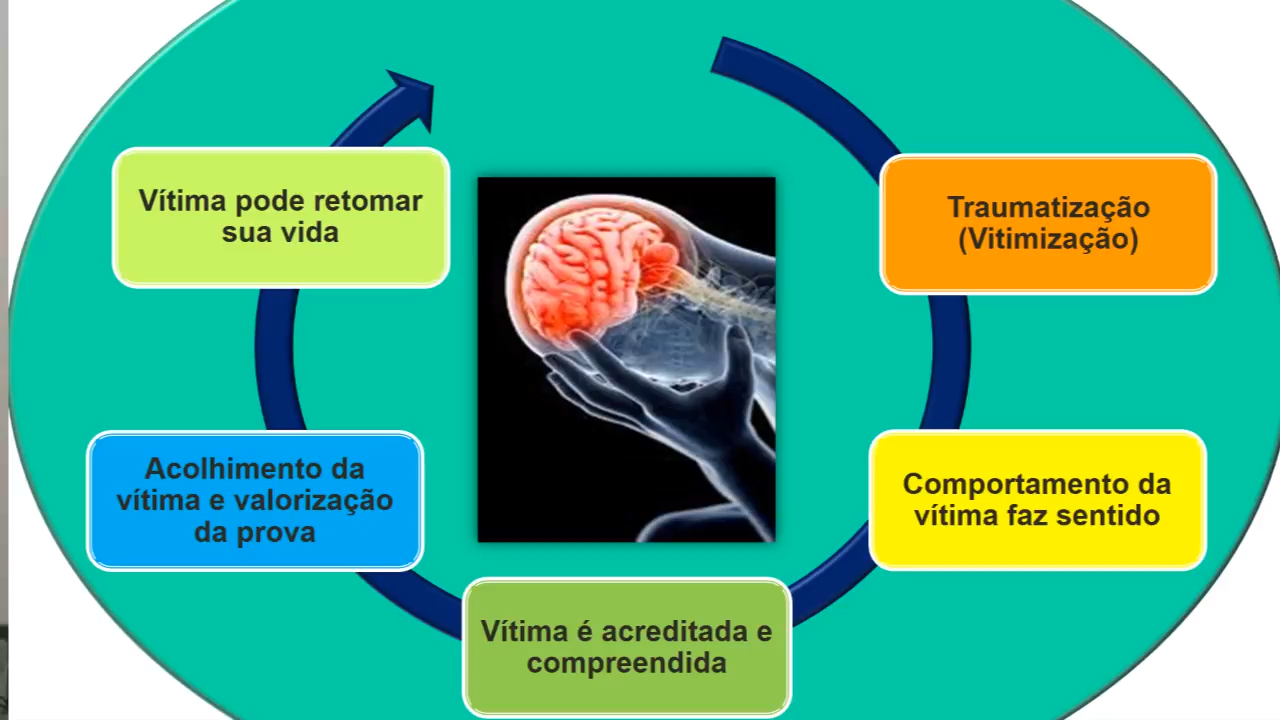 Traumatização
(Vitimização)
Comportamento da
vítima faz sentido
Vítima é acreditada e
compreendida
Acolhimento da
vítima e valorização
da prova
Vítima pode retomar
sua vida